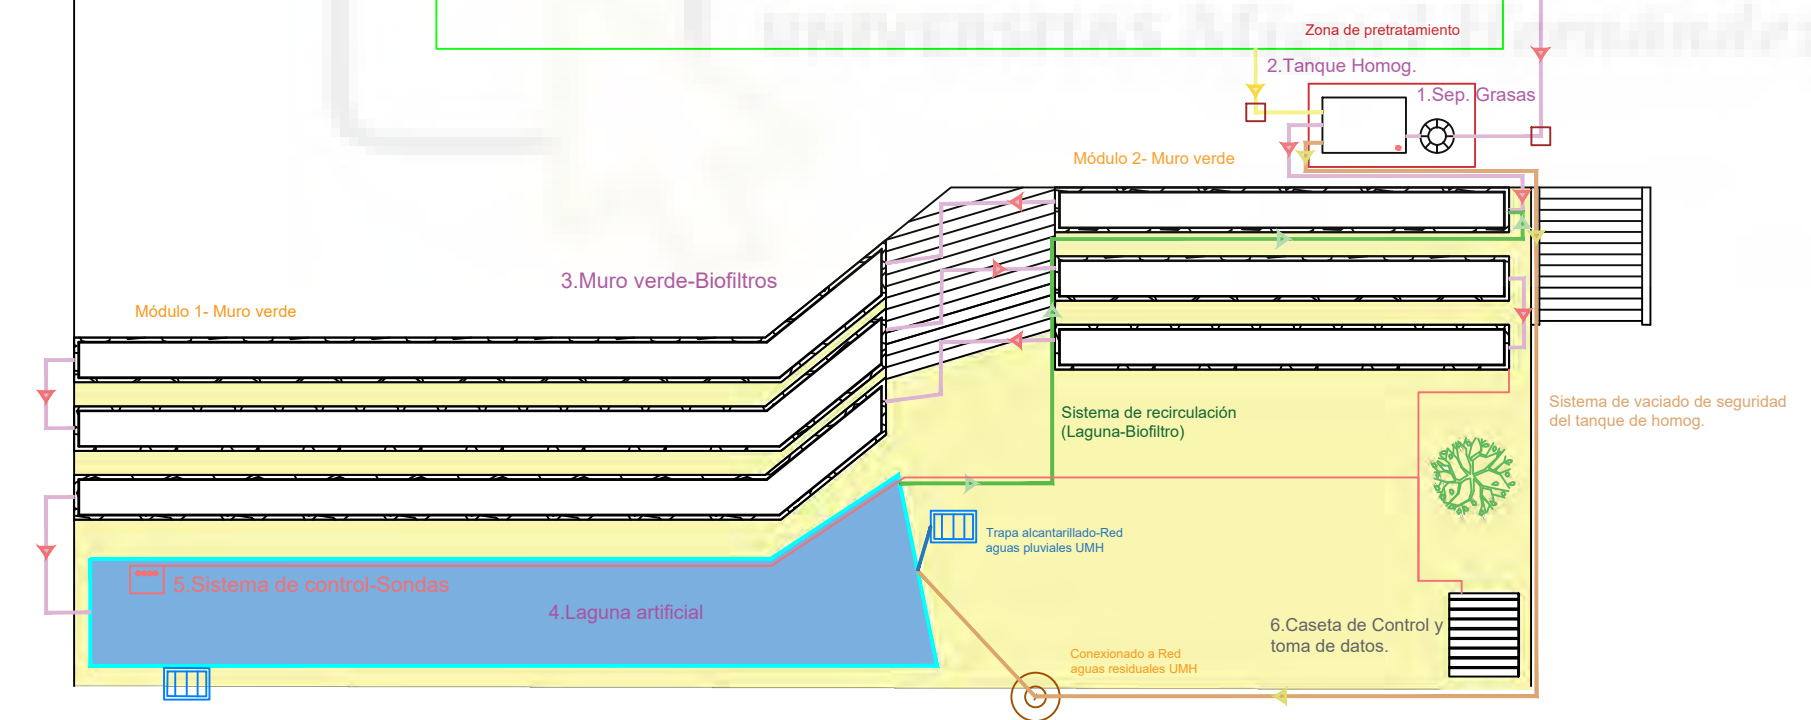 UNIVERSITAS Miguel Hernández
Zona de pretratamiento
2.Tanque Homog.
1.Sep. Grasas
Módulo 2- Muro verde
3.Muro verde-Biofiltros
Módulo 1- Muro verde
Sistema de recirculación
(Laguna-Biofiltro)
Sistema de vaciado de seguridad
del tanque de homog.
Trapa alcantarillado-Red
aguas pluviales UMH
5.Sistema de control-Sondas
4.Laguna artificial
6.Caseta de Control y
toma de datos.
Conexionado a Red
aguas residuales UMH